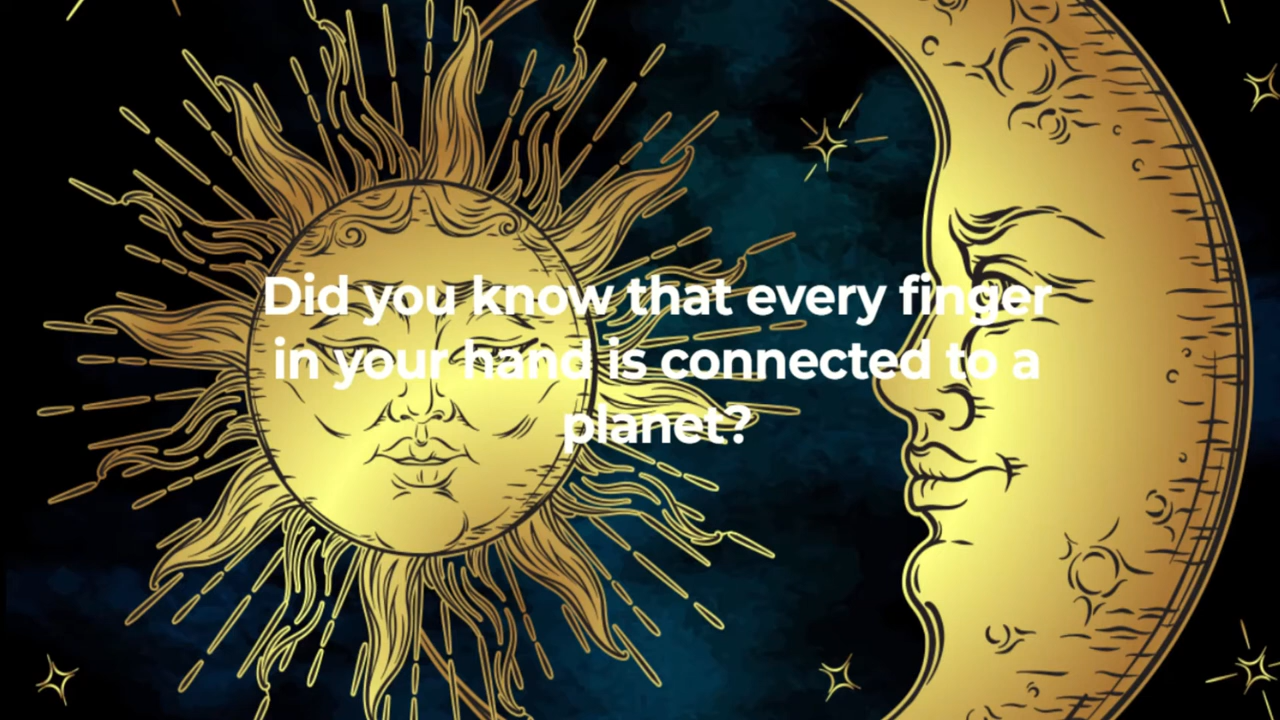 Did you know that every finger
in your hand is connected to a
planet?